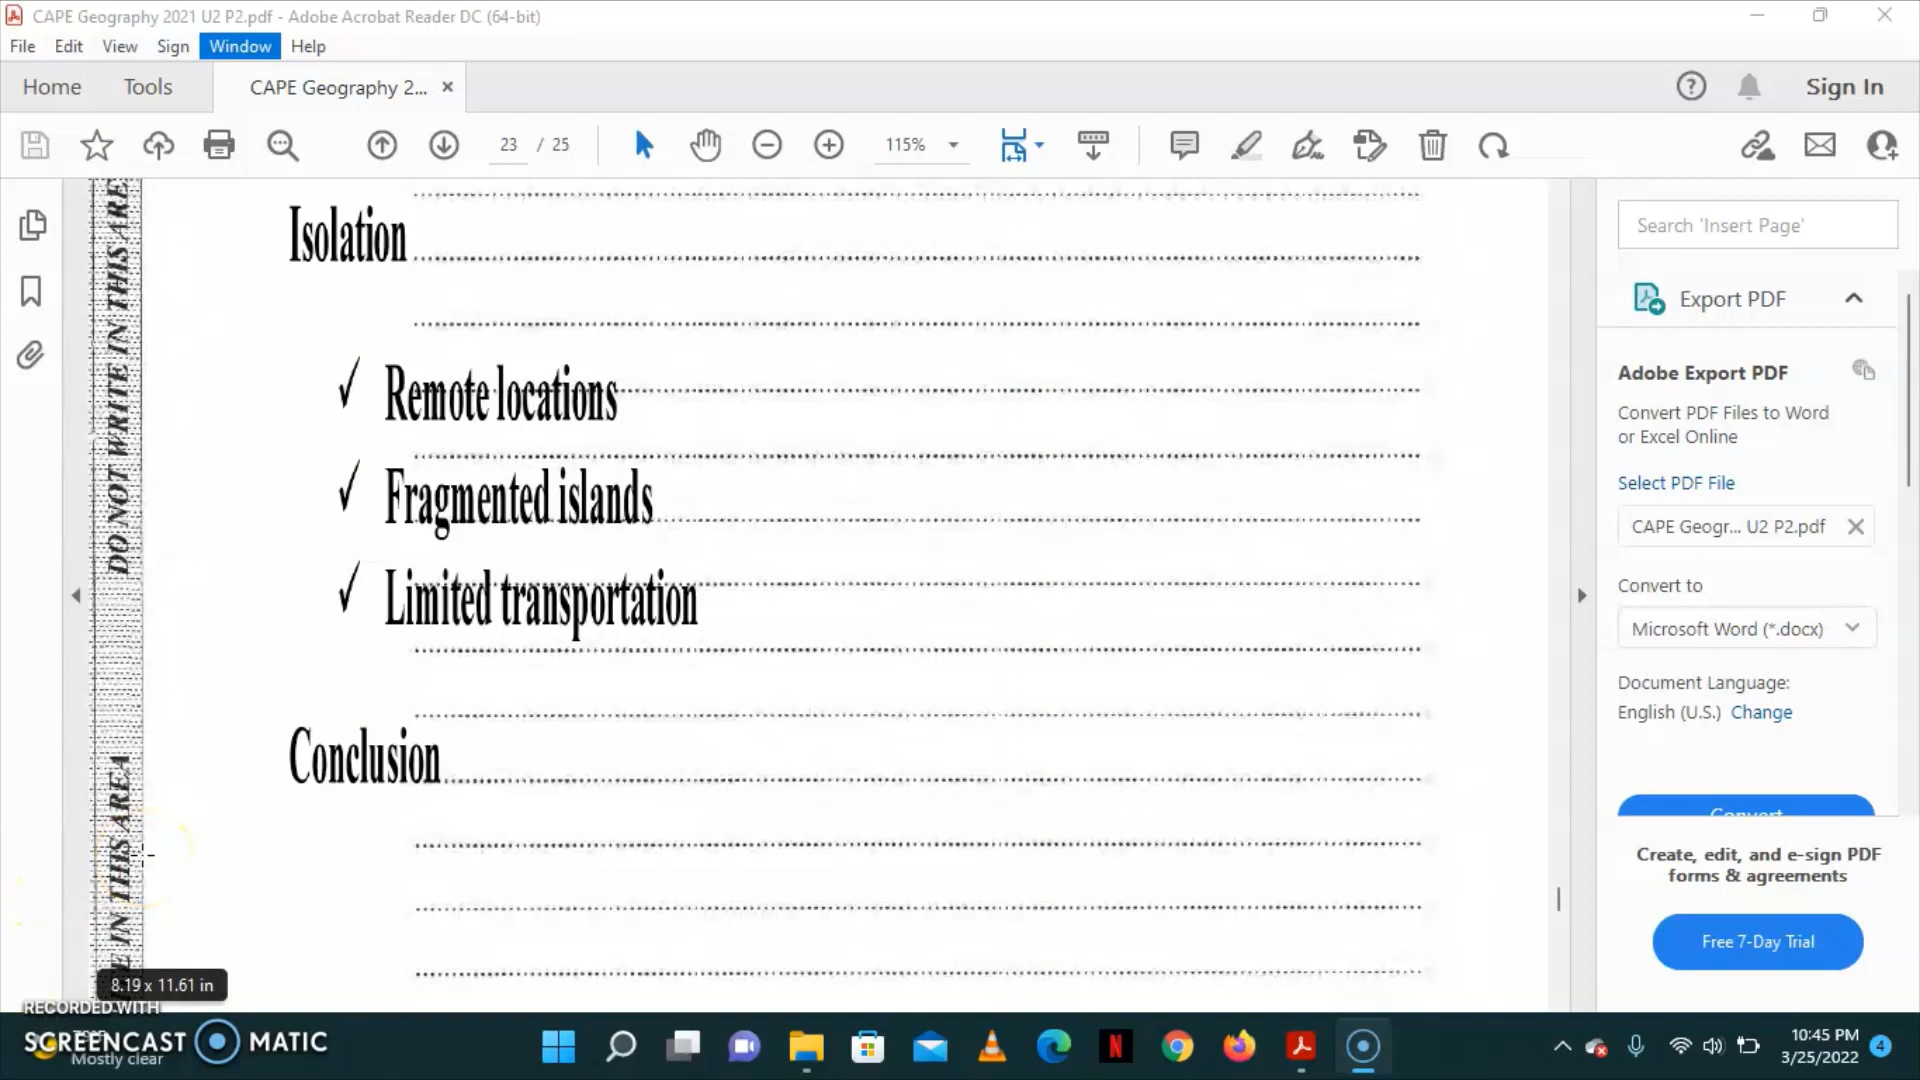 CAPE Geography 2021 U2 P2.pdf - Adobe Acrobat Reader DC (64-bit)
File Edit View Sign Window Help
Home Tools CAPE Geography 2... × ? Sign In
23 / 25 115%
DO NOT WRITE IN THIS ARE
IN THIS AREA
Isolation
✓ Remote locations
✓ Fragmented islands
✓ Limited transportation
Conclusion
8.19 x 11.61 in
Search 'Insert Page'
Export PDF
Adobe Export PDF
Convert PDF Files to Word
or Excel Online
Select PDF File
CAPE Geogr... U2 P2.pdf
Convert to
Microsoft Word (*.docx)
Document Language:
English (U.S.) Change
Convert
Create, edit, and e-sign PDF
forms & agreements
Free 7-Day Trial
RECORDED WITH
SCREENCAST MATIC
Mostly clear
N
10:45 PM
3/25/2022
4